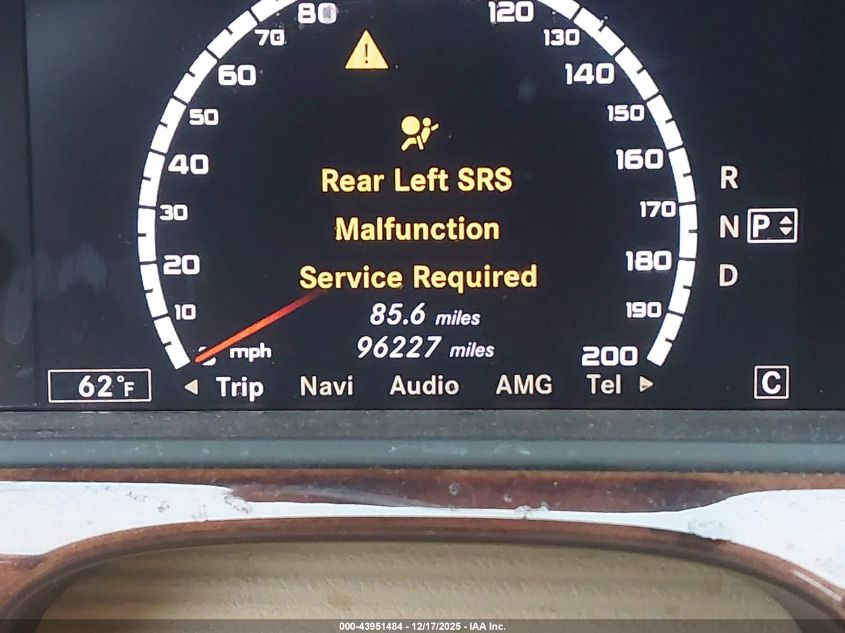 80 120
70 130
60 140
50 150
40 160
Rear Left SRS
R
30 170
Malfunction
N P
20 180
Service Required
D
10 190
85.6 miles
mph 96227 miles 200
62°F Trip Navi Audio AMG Tel C
000-43951484 - 12/17/2025 - IAA Inc.